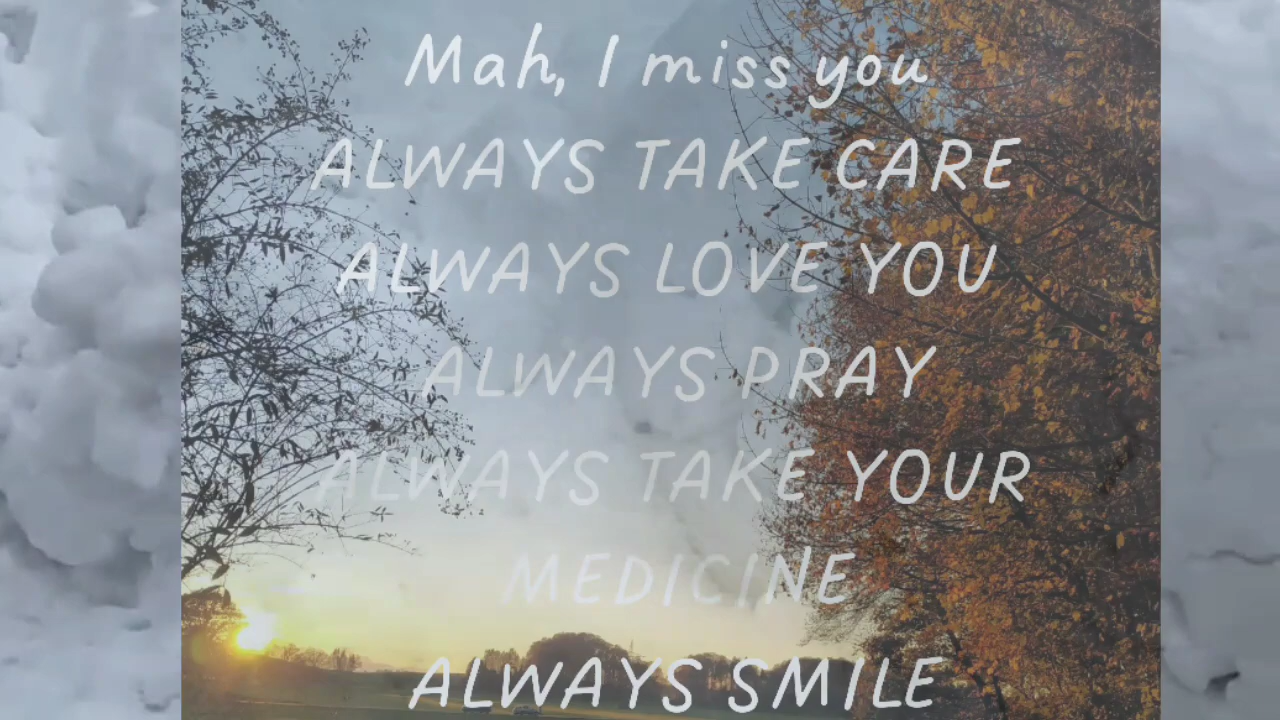 Mah, I miss you
ALWAYS TAKE CARE
ALWAYS LOVE YOU
ALWAYS PRAY
ALWAYS TAKE YOUR
MEDICINE
ALWAYS SMILE